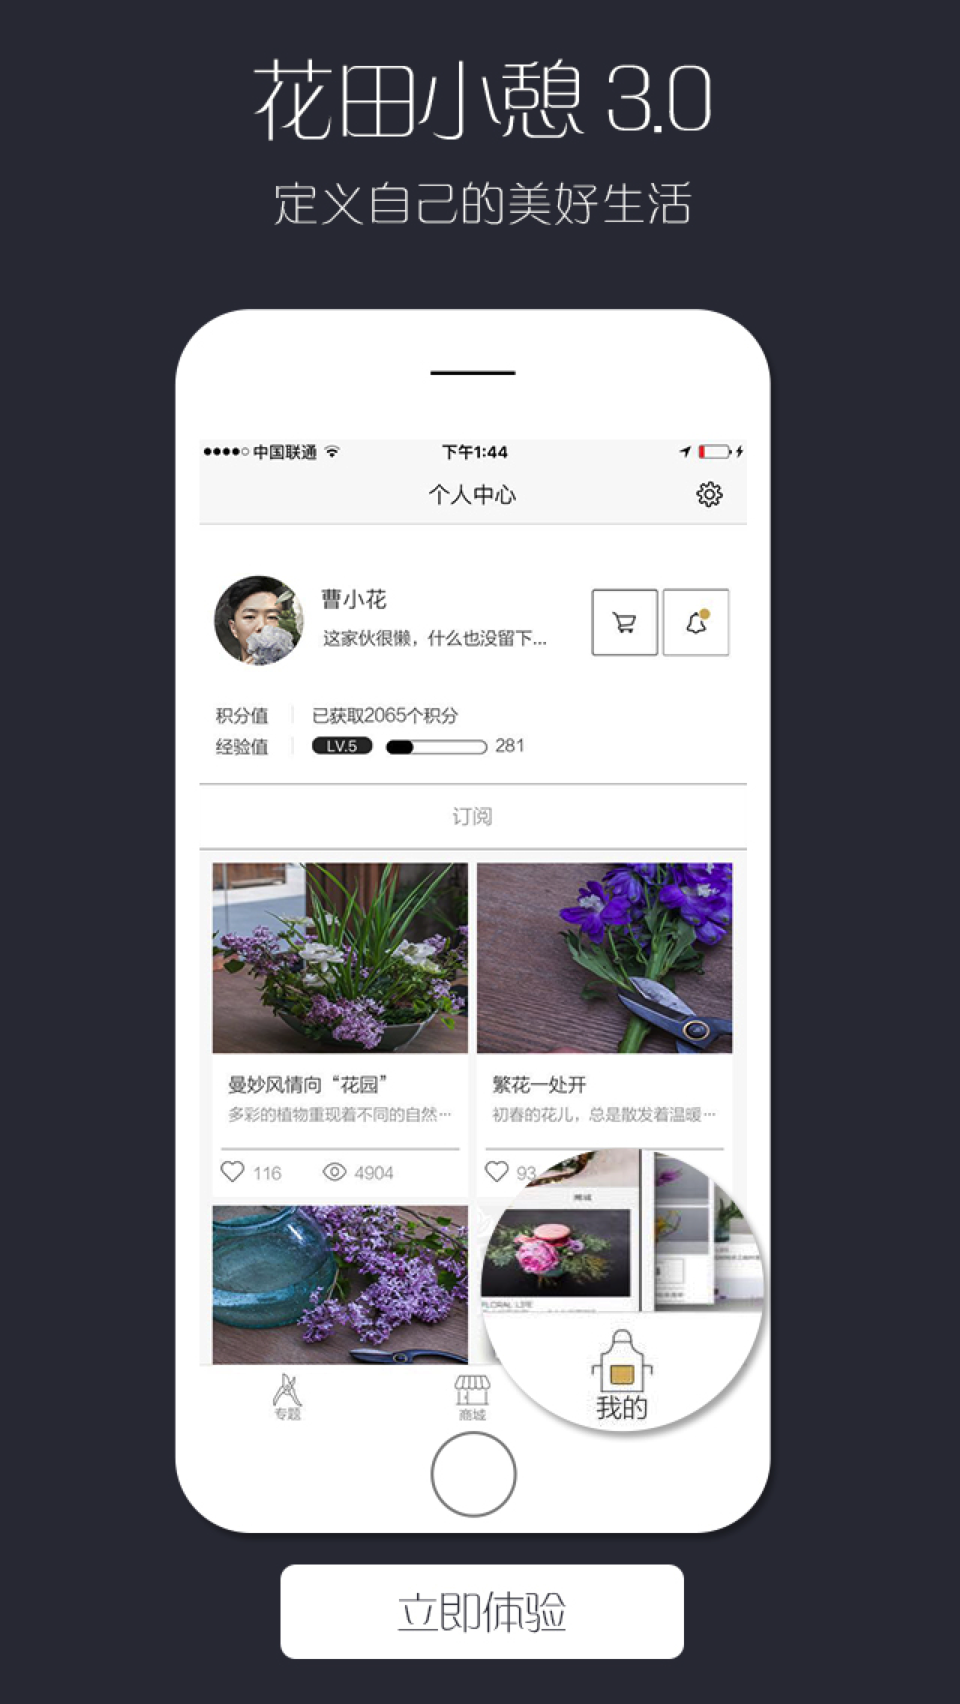 花田小憩 3.0
定义自己的美好生活
中国联通 下午1:44
个人中心
曹小花
这家伙很懒，什么也没留下...
积分值 已获取2065个积分
经验值 LV.5 281
订阅
曼妙风情向“花园” 繁花一处开
多彩的植物重现着不同的自然... 初春的花儿，总是散发着温暖...
116 4904 93
商城
FLORAL LIFE
专题 商城 我的
立即体验